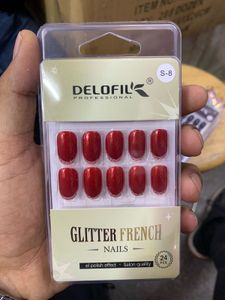 S-8
DELOFIL ®
PROFESSIONAL
GLITTER FRENCH
NAILS
el polish effect • Salon quality
24
PCS